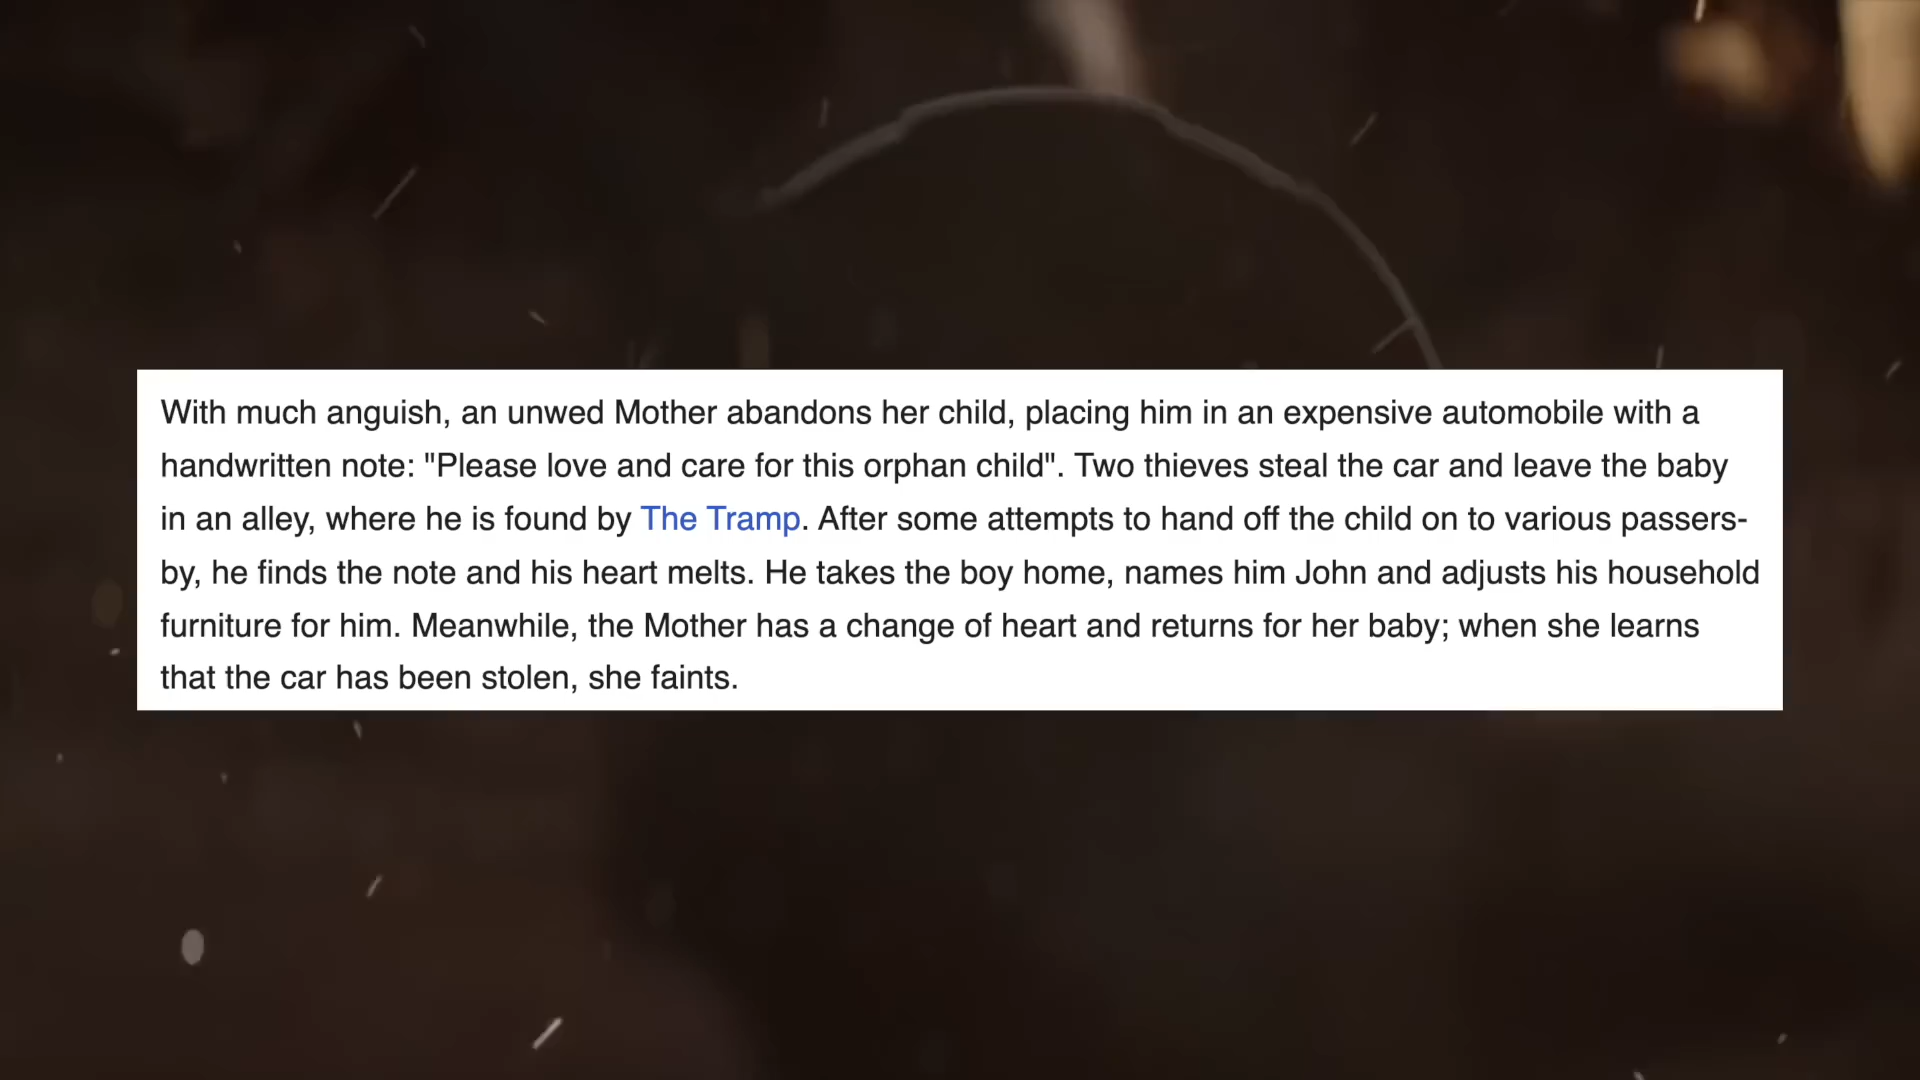 With much anguish, an unwed Mother abandons her child, placing him in an expensive automobile with a
handwritten note: "Please love and care for this orphan child". Two thieves steal the car and leave the baby
in an alley, where he is found by The Tramp. After some attempts to hand off the child on to various passers-
by, he finds the note and his heart melts. He takes the boy home, names him John and adjusts his household
furniture for him. Meanwhile, the Mother has a change of heart and returns for her baby; when she learns
that the car has been stolen, she faints.